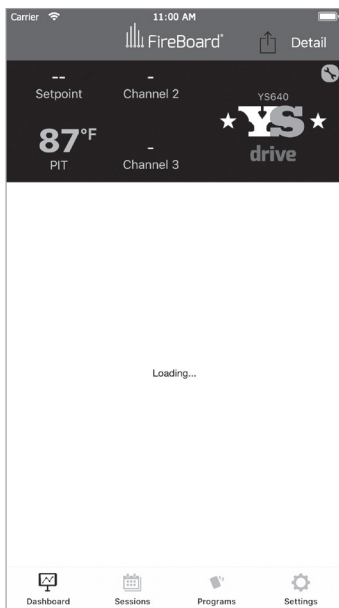 Carrier 11:00 AM
FireBoard® Detail
-- - YS640
Setpoint Channel 2
YS
87°F -
drive
PIT Channel 3
Loading...
Dashboard Sessions Programs Settings